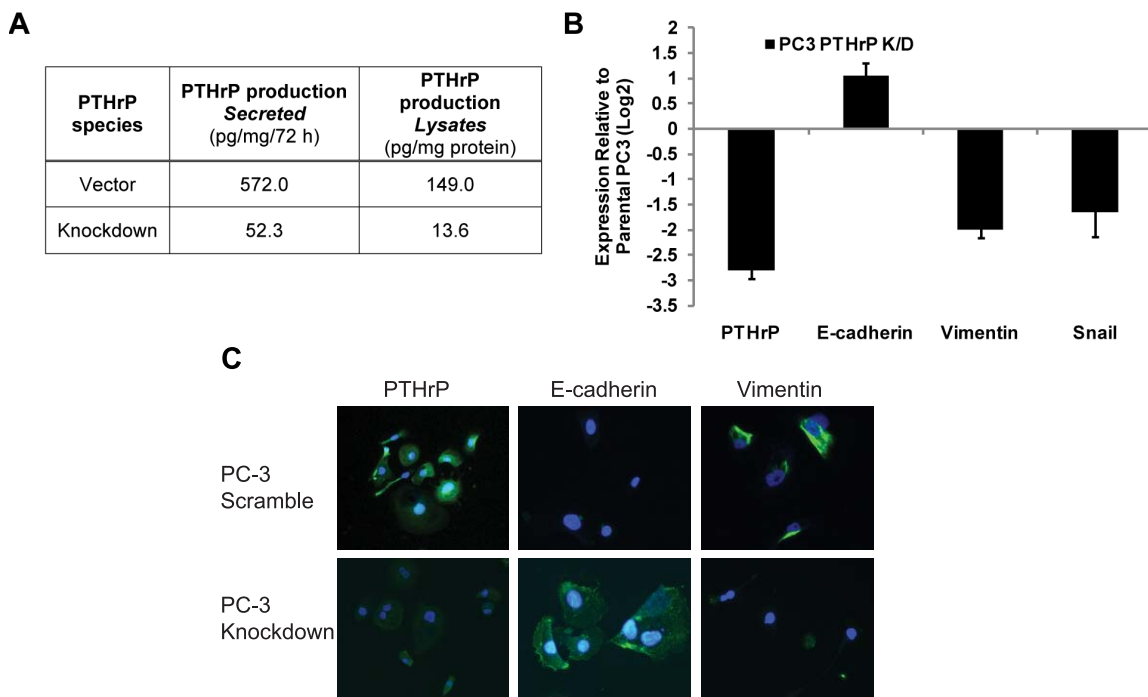 A
PTHrP species
PTHrP production
Secreted
(pg/mg/72 h)
PTHrP production
Lysates
(pg/mg protein)
Vector
572.0
149.0
Knockdown
52.3
13.6
B
PC3 PTHrP K/D
Expression Relative to
Parental PC3 (Log2)
2
1.5
1
0.5
0
-0.5
-1
-1.5
-2
-2.5
-3
-3.5
PTHrP
E-cadherin
Vimentin
Snail
C
PTHrP
E-cadherin
Vimentin
PC-3
Scramble
PC-3
Knockdown